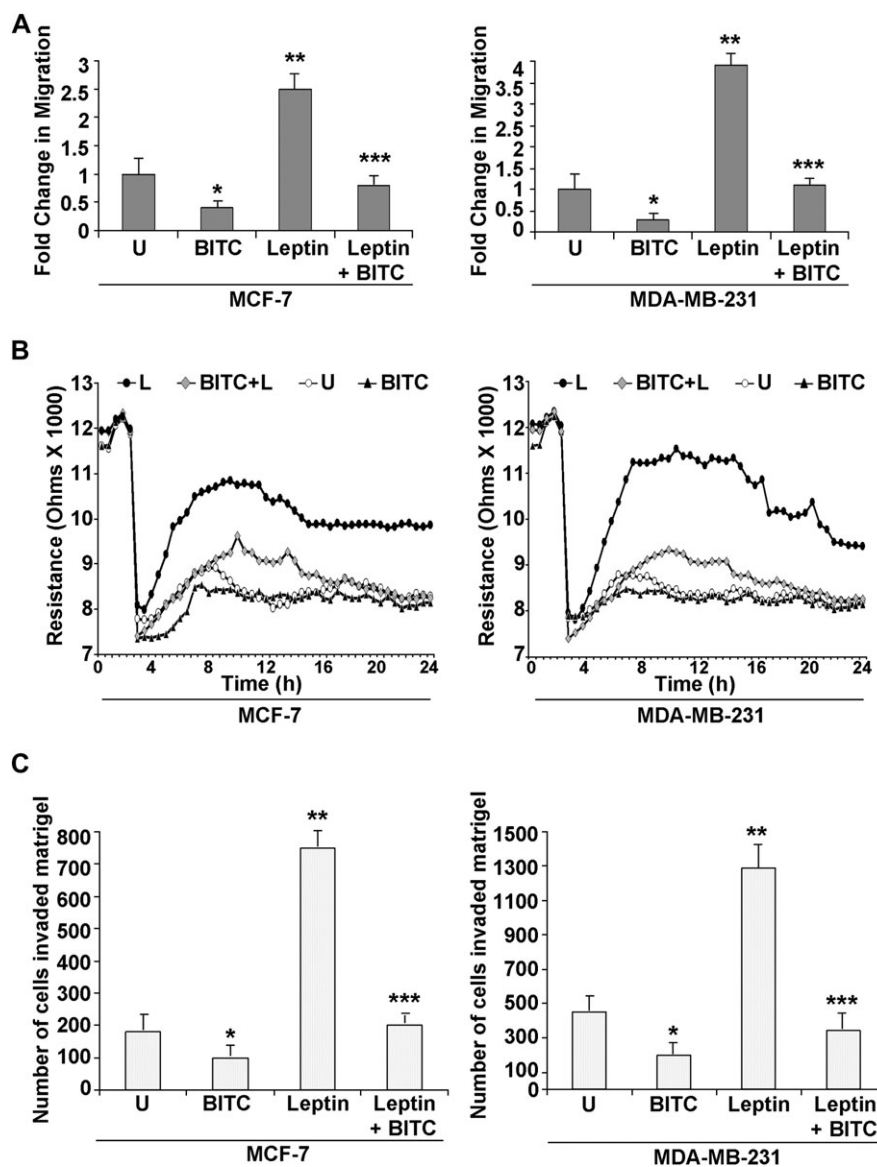 A
Fold Change in Migration
3
2.5
2
1.5
1
0.5
0
*
**
***
U BITC Leptin Leptin
+ BITC
MCF-7
Fold Change in Migration
4
3.5
3
2.5
2
1.5
1
0.5
0
*
**
***
U BITC Leptin Leptin
+ BITC
MDA-MB-231
B
L BITC+L U BITC
Resistance (Ohms X 1000)
13
12
11
10
9
8
7
0 4 8 12 16 20 24
Time (h)
MCF-7
L BITC+L U BITC
Resistance (Ohms X 1000)
13
12
11
10
9
8
7
0 4 8 12 16 20 24
Time (h)
MDA-MB-231
C
Number of cells invaded matrigel
800
700
600
500
400
300
200
100
0
*
**
***
U BITC Leptin Leptin
+ BITC
MCF-7
Number of cells invaded matrigel
1500
1300
1100
900
750
600
450
300
150
0
*
**
***
U BITC Leptin Leptin
+ BITC
MDA-MB-231